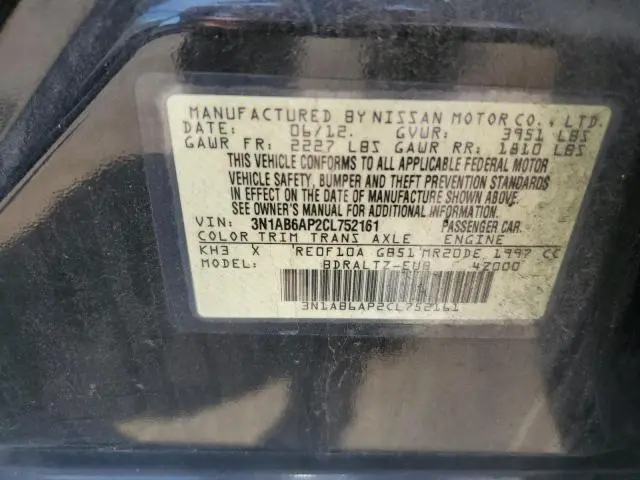 MANUFACTURED BY NISSAN MOTOR CO., LTD.
DATE: 06/12. GVWR: 3951 LBS
GAWR FR: 2227 LBS GAWR RR: 1810 LBS
THIS VEHICLE CONFORMS TO ALL APPLICABLE FEDERAL MOTOR
VEHICLE SAFETY, BUMPER AND THEFT PREVENTION STANDARDS
IN EFFECT ON THE DATE OF MANUFACTURE SHOWN ABOVE.
SEE OWNER'S MANUAL FOR ADDITIONAL INFORMATION.
VIN: 3N1AB6AP2CL752161 PASSENGER CAR.
COLOR TRIM TRANS AXLE ENGINE
KH3 X RE0F10A GB51 MR20DE 1997 CC
MODEL: BDRALTZ-EUB 4Z000
3N1AB6AP2CL752161